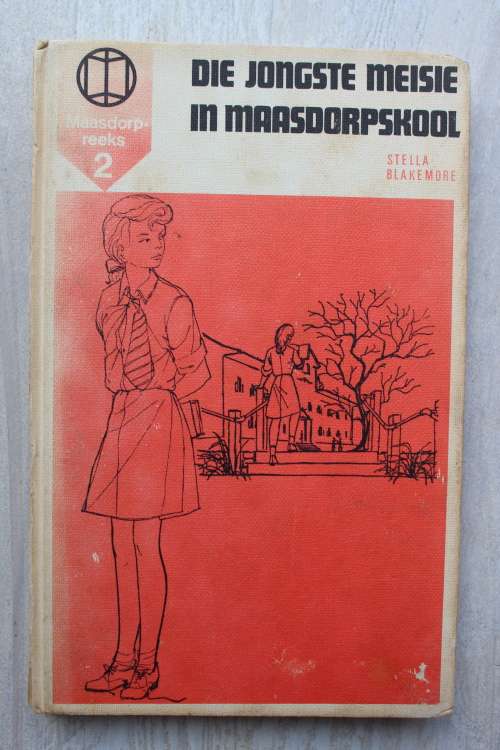 DIE JONGSTE MEISIE
IN MAASDORPSKOOL
Maasdorp-
reeks
2
STELLA
BLAKEMORE